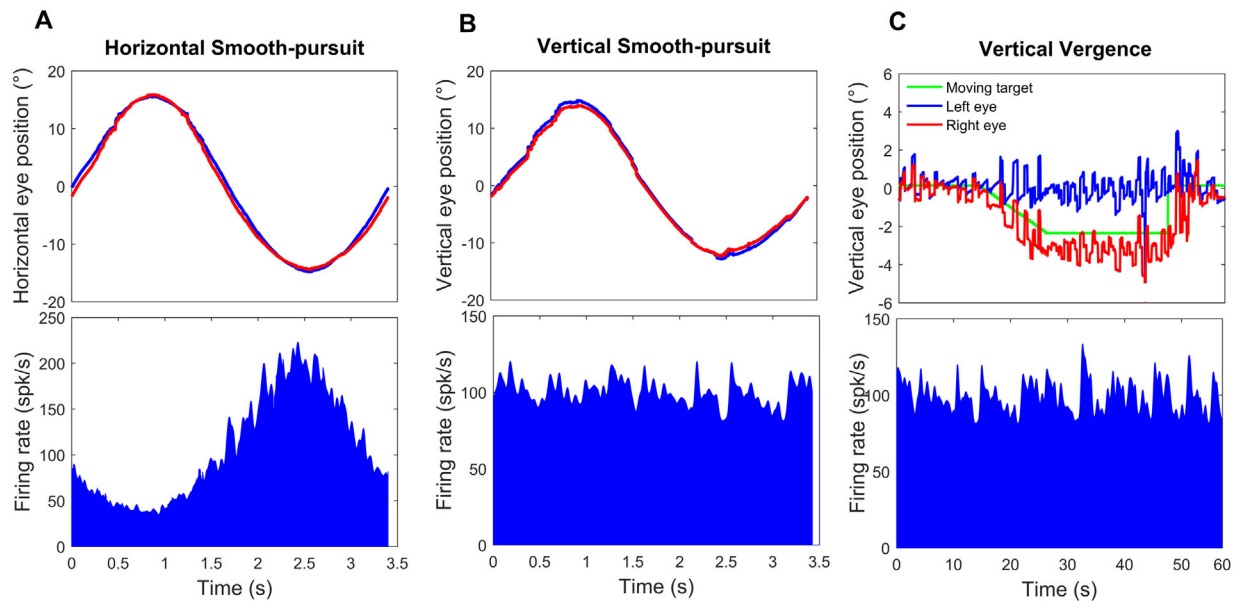 A
Horizontal Smooth-pursuit
Horizontal eye position (°)
20
10
0
-10
-20
Firing rate (spk/s)
250
200
150
100
50
0
0 0.5 1 1.5 2 2.5 3 3.5
Time (s)
B
Vertical Smooth-pursuit
Vertical eye position (°)
20
10
0
-10
-20
Firing rate (spk/s)
150
100
50
0
0 0.5 1 1.5 2 2.5 3 3.5
Time (s)
C
Vertical Vergence
Vertical eye position (°)
6
4
2
0
-2
-4
-6
Moving target
Left eye
Right eye
Firing rate (spk/s)
150
100
50
0
0 10 20 30 40 50 60
Time (s)